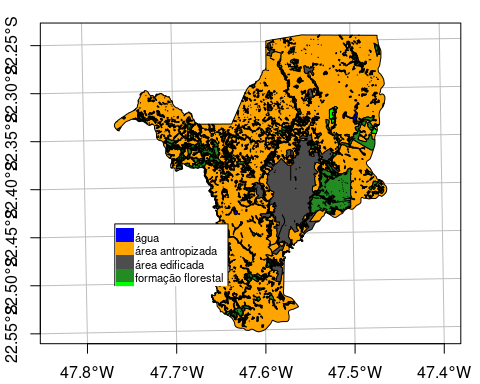 22.25°S
22.30°
22.35°
22.40°
22.45°
22.50°
22.55°
água
área antropizada
área edificada
formação florestal
47.8°W
47.7°W
47.6°W
47.5°W
47.4°W